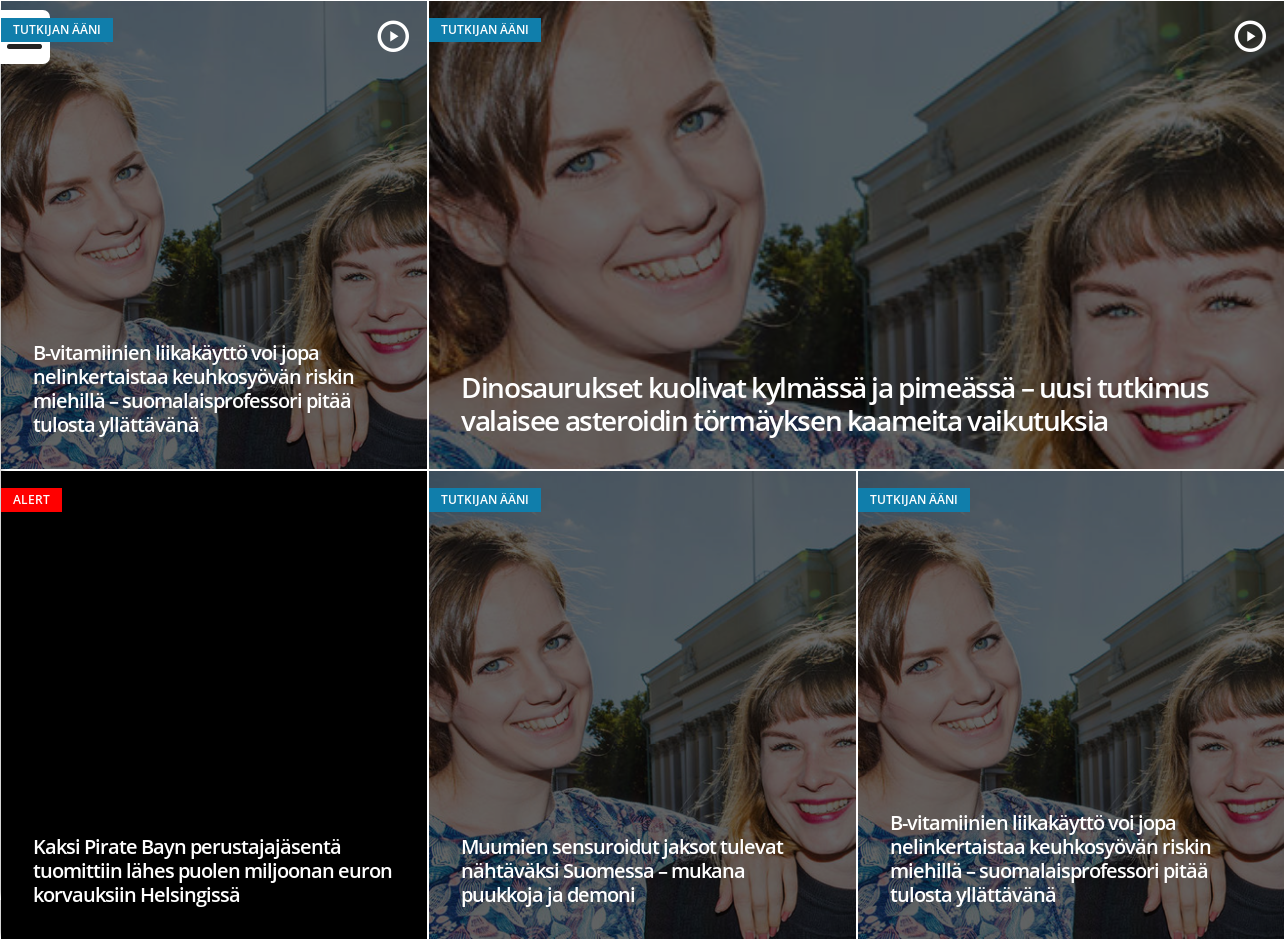 TUTKIJAN ÄÄNI
B-vitamiinien liikakäyttö voi jopa
nelinkertaistaa keuhkosyövän riskin
miehillä – suomalaisprofessori pitää
tulosta yllättävänä
TUTKIJAN ÄÄNI
Dinosaurukset kuolivat kylmässä ja pimeässä – uusi tutkimus
valaisee asteroidin törmäyksen kaameita vaikutuksia
ALERT
Kaksi Pirate Bayn perustajajäsentä
tuomittiin lähes puolen miljoonan euron
korvauksiin Helsingissä
TUTKIJAN ÄÄNI
Muumien sensuroidut jaksot tulevat
nähtäväksi Suomessa – mukana
puukkoja ja demoni
TUTKIJAN ÄÄNI
B-vitamiinien liikakäyttö voi jopa
nelinkertaistaa keuhkosyövän riskin
miehillä – suomalaisprofessori pitää
tulosta yllättävänä